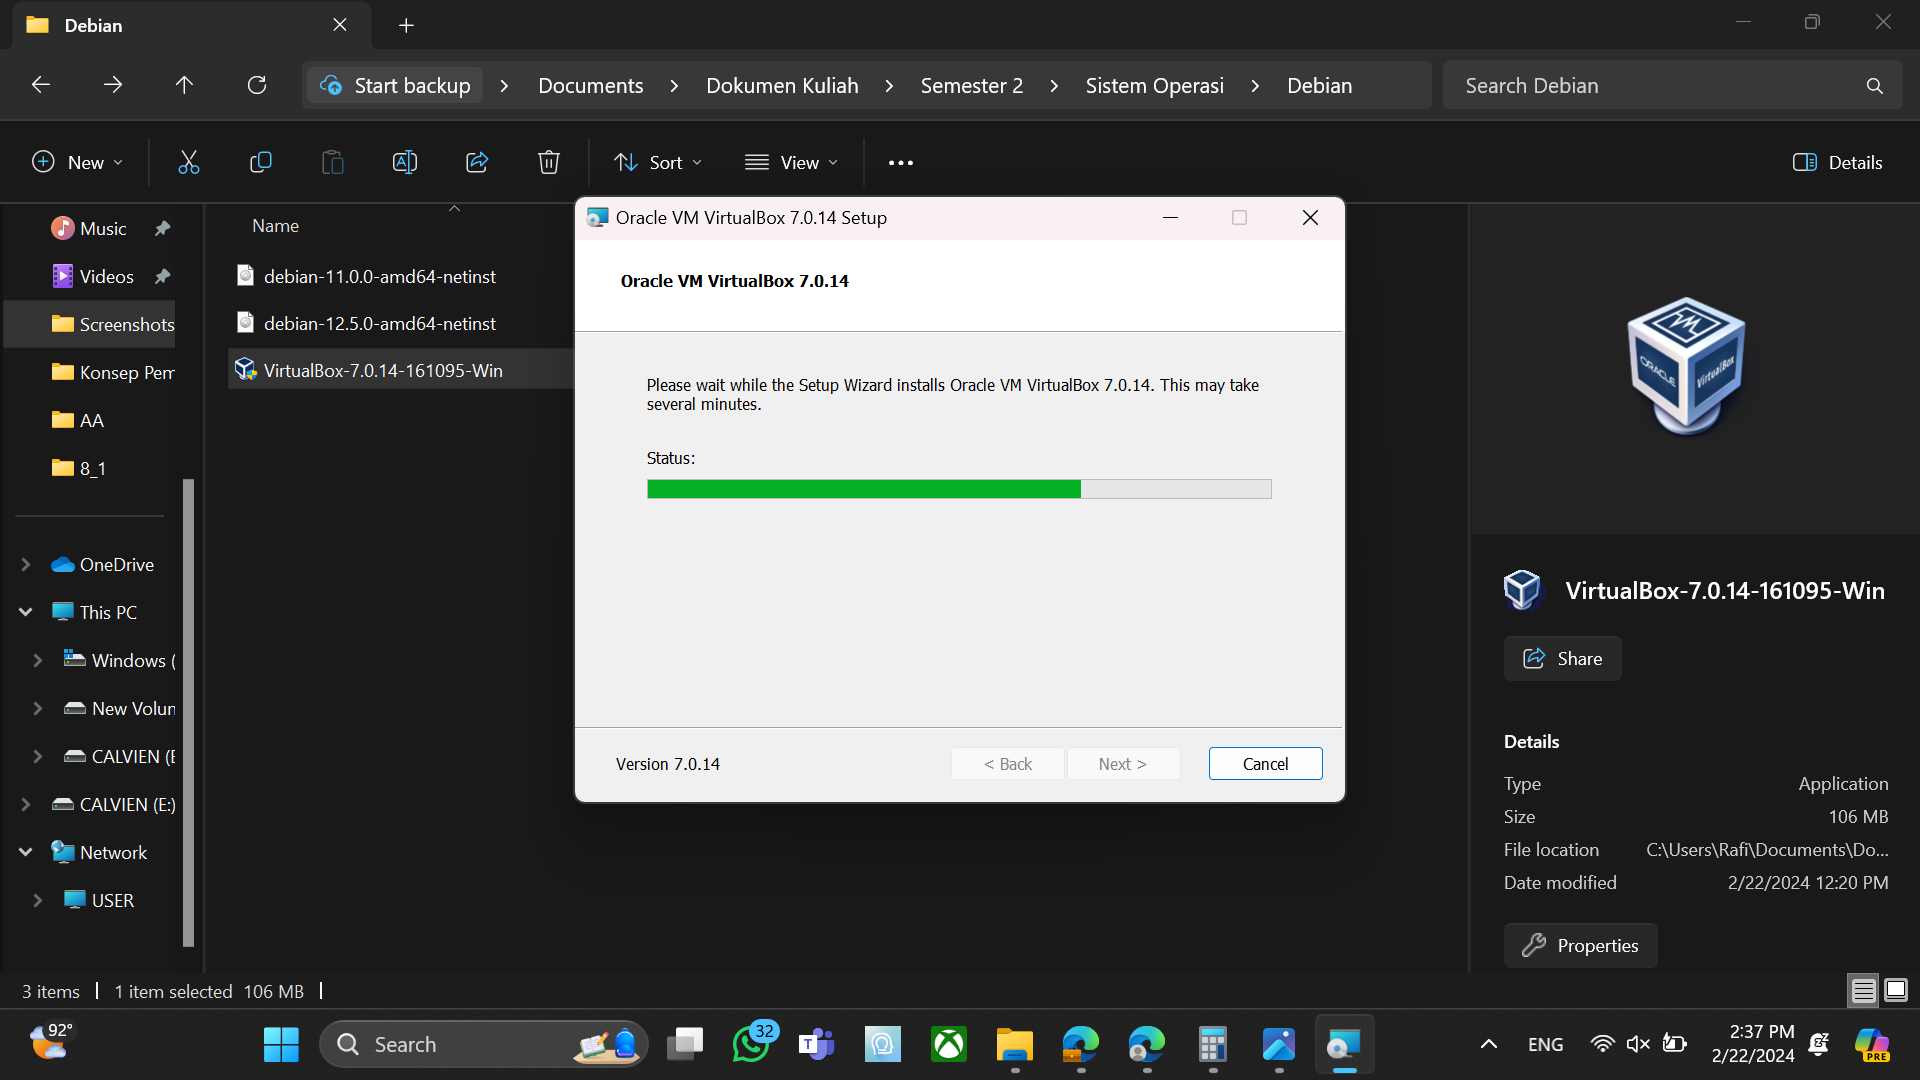 Debian
Start backup > Documents > Dokumen Kuliah > Semester 2 > Sistem Operasi > Debian
Search Debian
New
Sort
View
Details
Music
Videos
Screenshots
Konsep Pem
AA
8_1
OneDrive
This PC
Windows (
New Volun
CALVIEN (E
CALVIEN (E:)
Network
USER
Name
debian-11.0.0-amd64-netinst
debian-12.5.0-amd64-netinst
VirtualBox-7.0.14-161095-Win
Oracle VM VirtualBox 7.0.14 Setup
Oracle VM VirtualBox 7.0.14
Please wait while the Setup Wizard installs Oracle VM VirtualBox 7.0.14. This may take
several minutes.
Status:
Version 7.0.14
< Back
Next >
Cancel
ORACLE
VirtualBox
VirtualBox-7.0.14-161095-Win
Share
Details
Type Application
Size 106 MB
File location C:\Users\Rafi\Documents\Do...
Date modified 2/22/2024 12:20 PM
Properties
3 items
1 item selected 106 MB
92°
Search
32
T
ENG
2:37 PM
2/22/2024
PRE